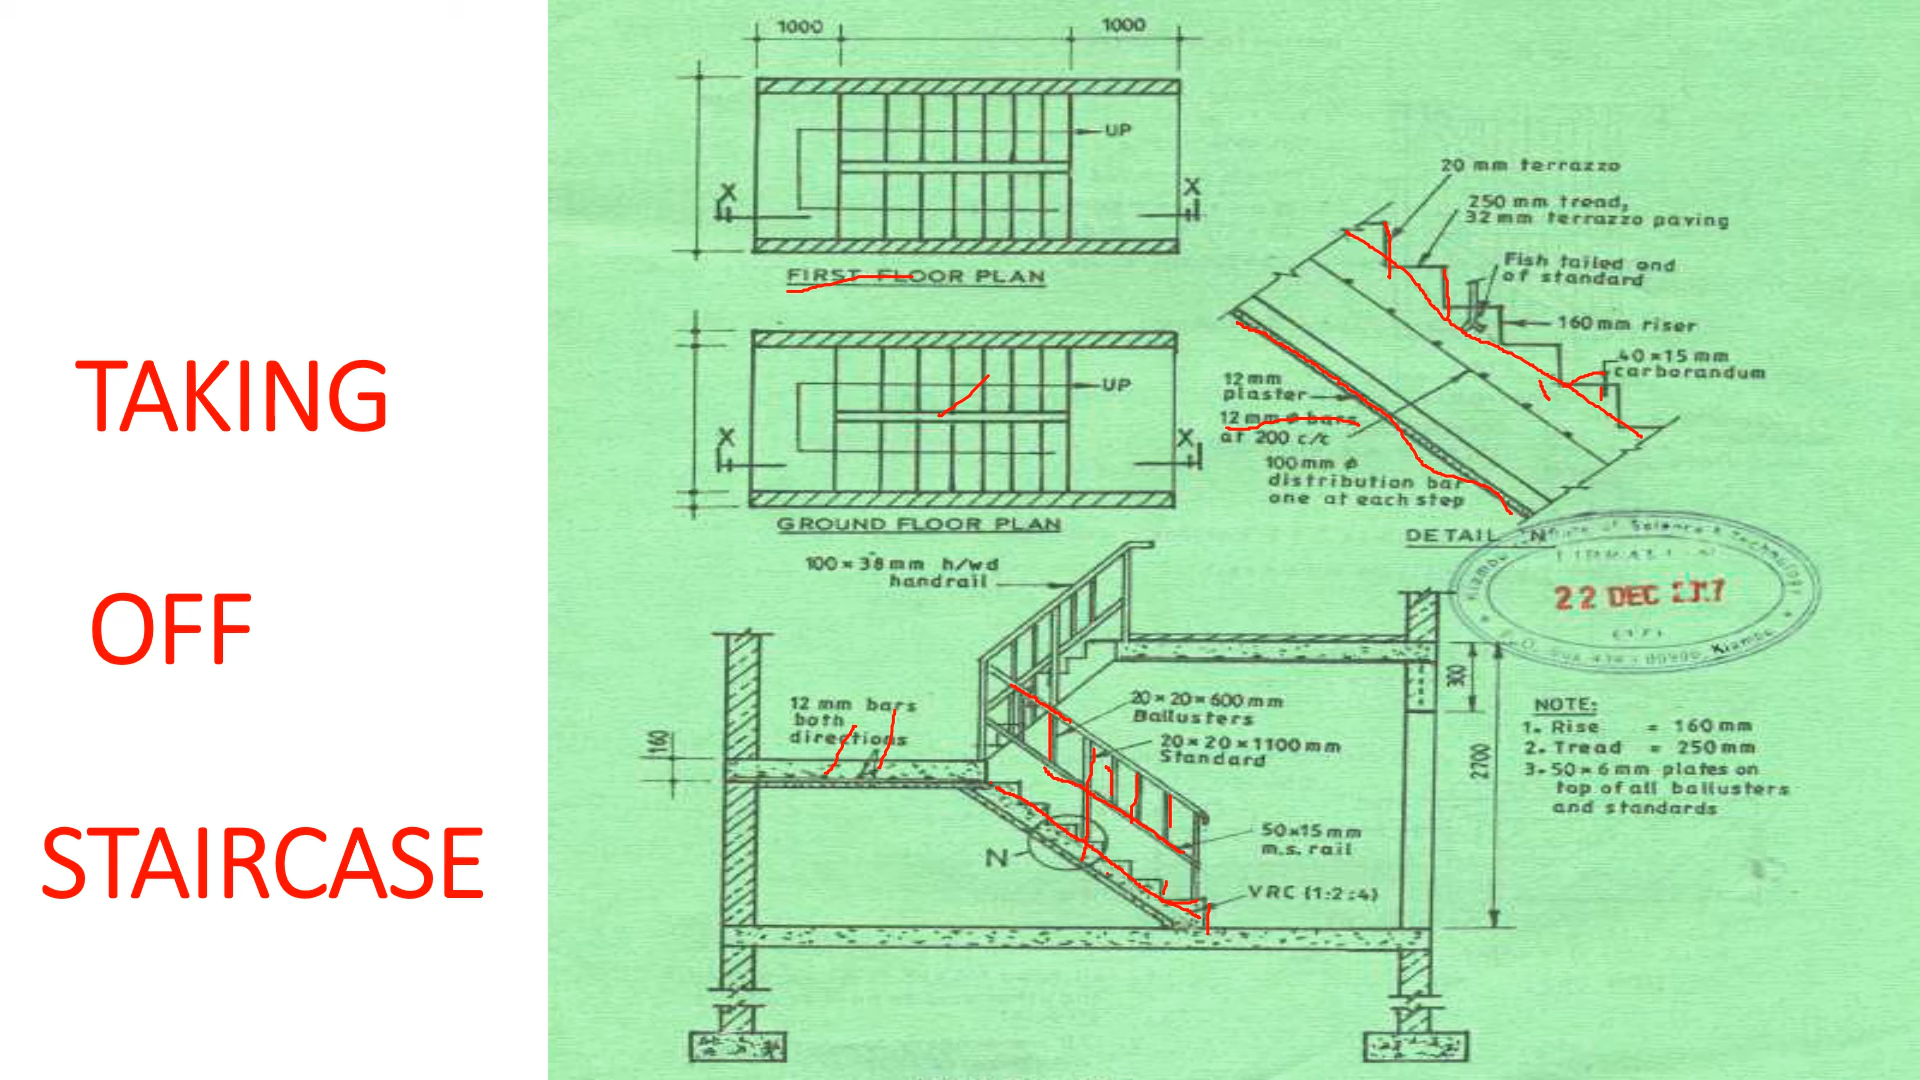 TAKING
OFF
STAIRCASE
1000
1000
UP
X
X
FIRST FLOOR PLAN
UP
X
X
GROUND FLOOR PLAN
20 mm terrazzo
250 mm tread,
32 mm terrazzo paving
Fish tailed end
of standard
160 mm riser
40×15 mm
carborandum
12 mm
plaster
12 mm ϕ bars
at 200 c/c
100 mm ϕ
distribution bar
one at each step
DETAIL 'N'
22 DEC
100×38 mm h/wd
handrail
12 mm bars
both
directions
160
20×20×600 mm
Ballusters
20×20×1100 mm
Standard
50×15 mm
m.s. rail
N
VRC (1:2:4)
300
2700
NOTE:
1. Rise = 160 mm
2. Tread = 250 mm
3. 50×6 mm plates on
top of all ballusters
and standards